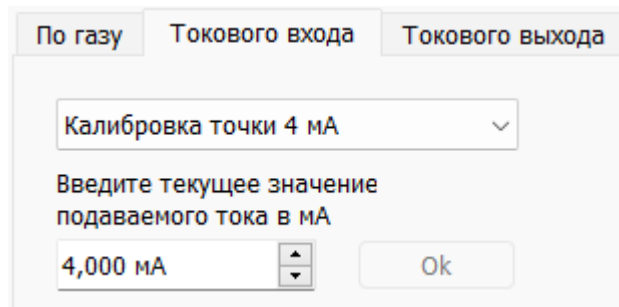 По газу Токового входа Токового выхода
Калибровка точки 4 мА
Введите текущее значение
подаваемого тока в мА
4,000 мА Ok